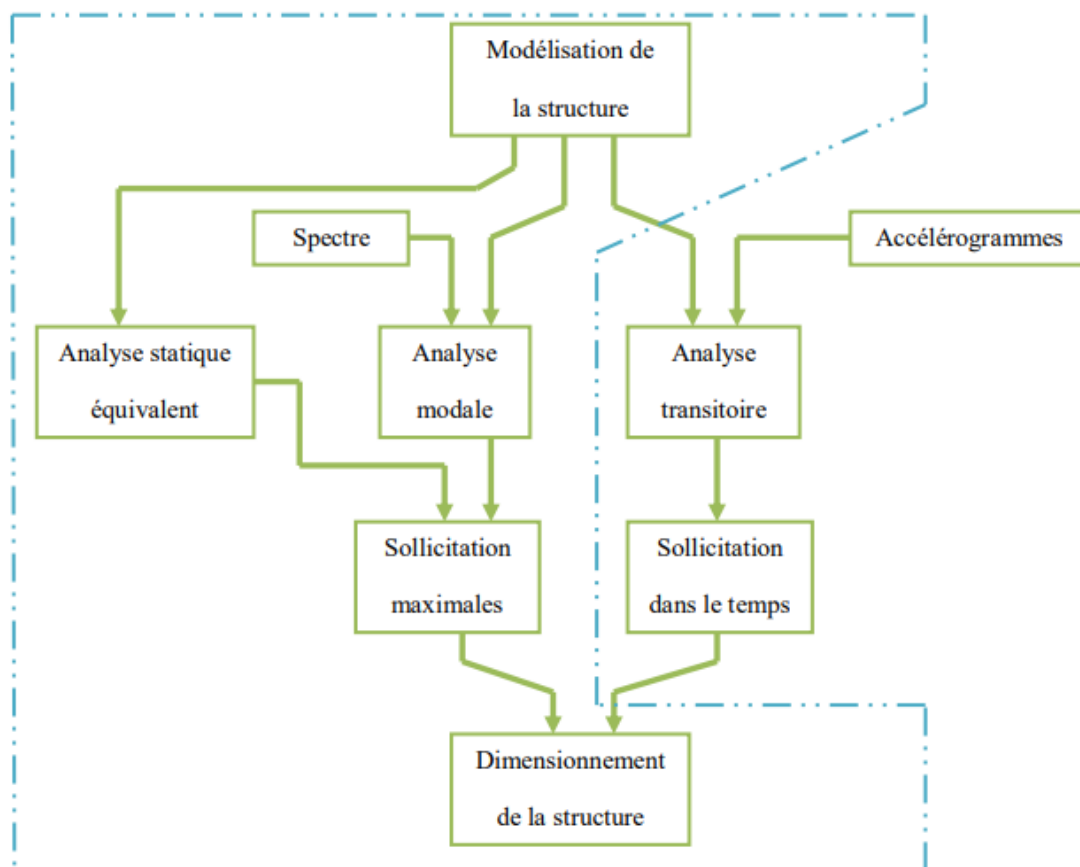 Modélisation de
la structure
Spectre
Accélérogrammes
Analyse statique
équivalent
Analyse
modale
Analyse
transitoire
Sollicitation
maximales
Sollicitation
dans le temps
Dimensionnement
de la structure